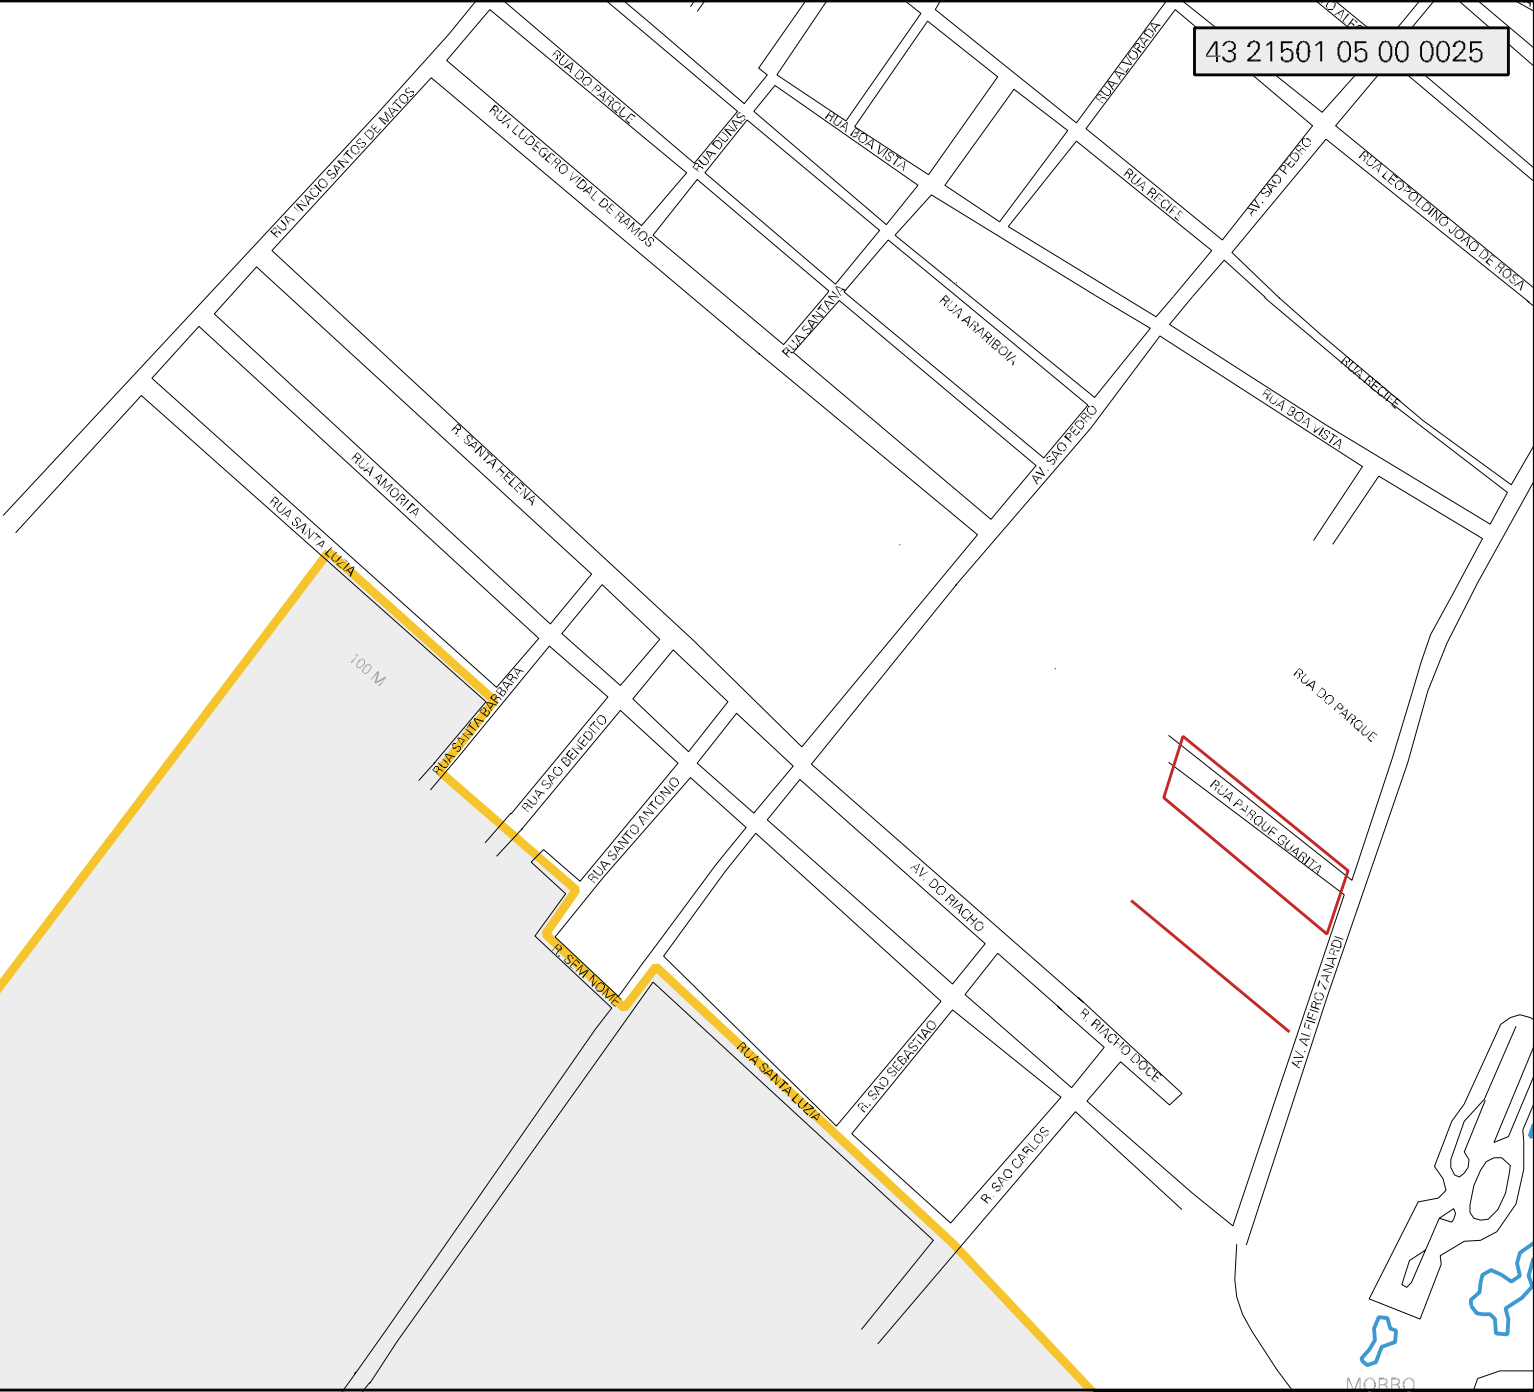 43 21501 05 00 0025
RUA ALVORADA
RUA DO PARQUE
RUA LUDEGERO VIDAL DE RAMOS
RUA INACIO SANTOS DE MATOS
RUA DUNAS
RUA BOA VISTA
RUA RECIFE
AV. SAO PEDRO
RUA LEOPOLDINO JOAO DE ROSA
RUA SANTANA
RUA ARARIBOIA
RUA RECIFE
RUA BOA VISTA
AV. SAO PEDRO
R. SANTA HELENA
RUA AMORITA
RUA SANTA LUZIA
100 M
RUA SANTA BARBARA
RUA SAO BENEDITO
RUA SANTO ANTONIO
RUA DO PARQUE
RUA PARQUE GUARITA
AV. DO RIACHO
R. SEM NOME
AV. ALFIEIRO ZANARDI
R. RIACHO DOCE
RUA SANTA LUZIA
R. SAO SEBASTIAO
R. SAO CARLOS
MORRO